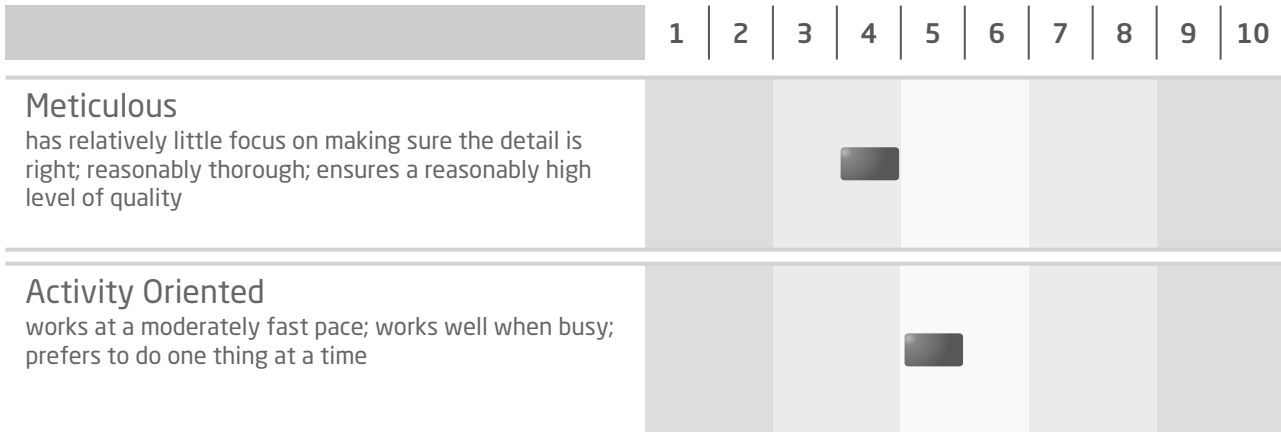 1 2 3 4 5 6 7 8 9 10
Meticulous
has relatively little focus on making sure the detail is
right; reasonably thorough; ensures a reasonably high
level of quality
Activity Oriented
works at a moderately fast pace; works well when busy;
prefers to do one thing at a time